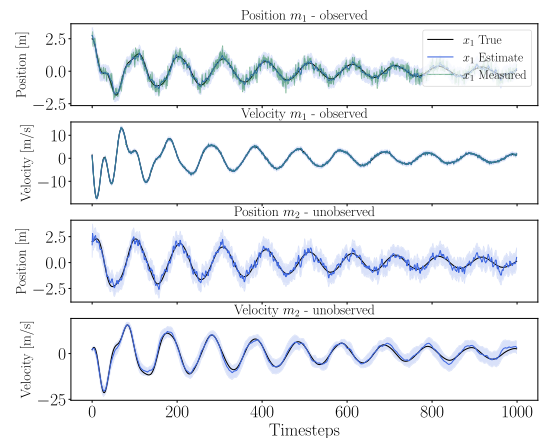 Position m₁ - observed
Position [m]
2.5
0.0
−2.5
x₁ True
x₁ Estimate
x₁ Measured
Velocity m₁ - observed
Velocity [m/s]
10
0
−10
Position m₂ - unobserved
Position [m]
2.5
0.0
−2.5
Velocity m₂ - unobserved
Velocity [m/s]
0
−25
0
200
400
600
800
1000
Timesteps